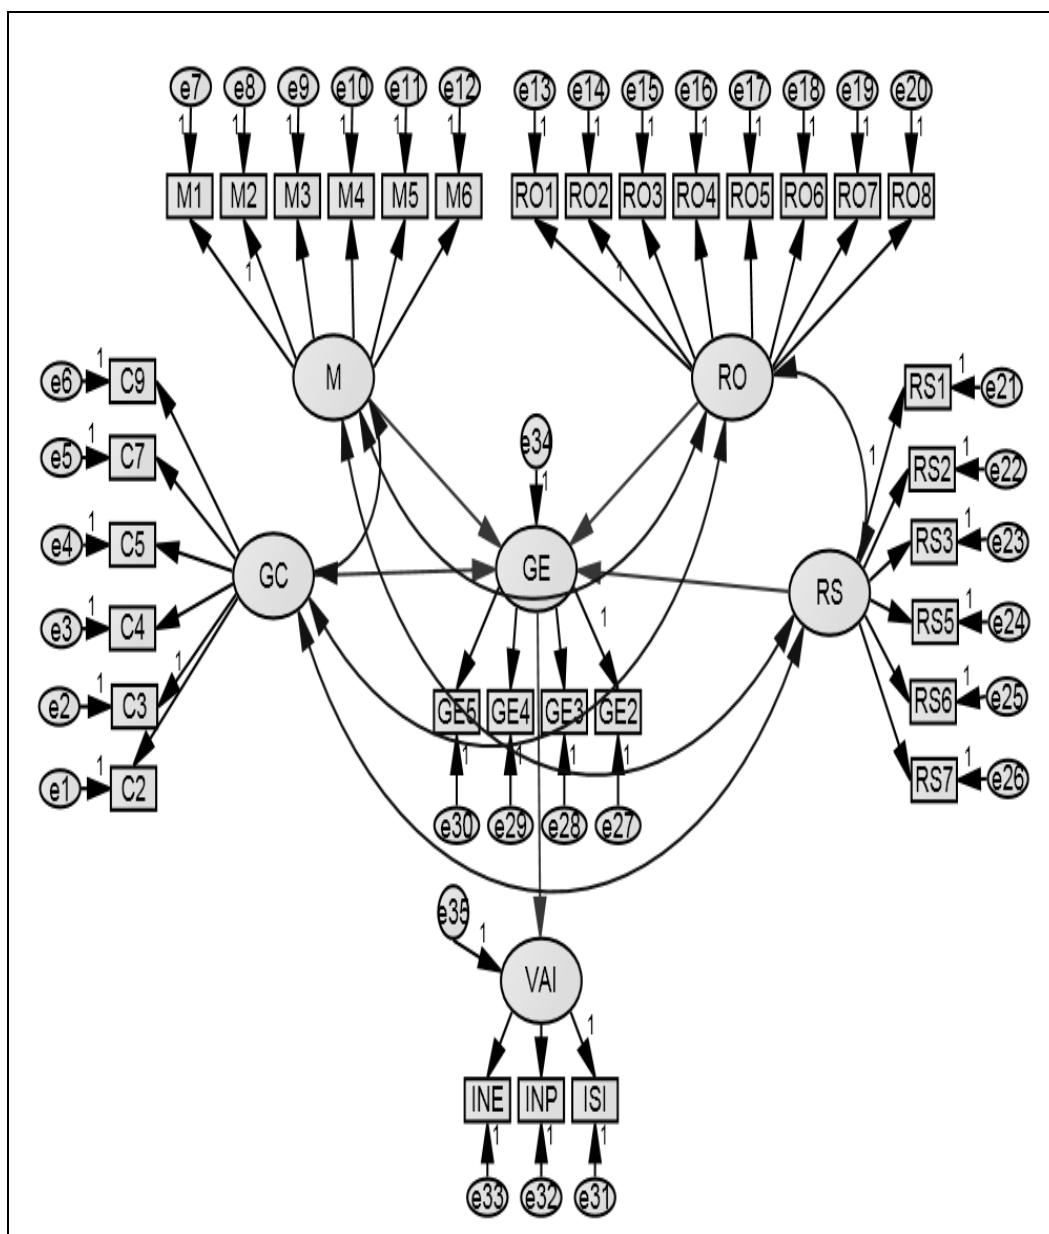 e7 e8 e9 e10 e11 e12 e13 e14 e15 e16 e17 e18 e19 e20
1 1 1 1 1 1 1 1 1 1 1 1 1 1
M1 M2 M3 M4 M5 M6 RO1 RO2 RO3 RO4 RO5 RO6 RO7 RO8
1 1
M RO
1 1
e6 C9 RS1 e21
1 e34 1 1
e5 C7 RS2 e22
1 1 1
e4 C5 RS3 e23
GC GE RS
1 1 1
e3 C4 RS5 e24
1 1 1
e2 C3 GE5 GE4 GE3 GE2 RS6 e25
1 1 1 1 1 1
e1 C2 RS7 e26
e30 e29 e28 e27
e35
1
VAI
1
INE INP ISI
1 1 1
e33 e32 e31